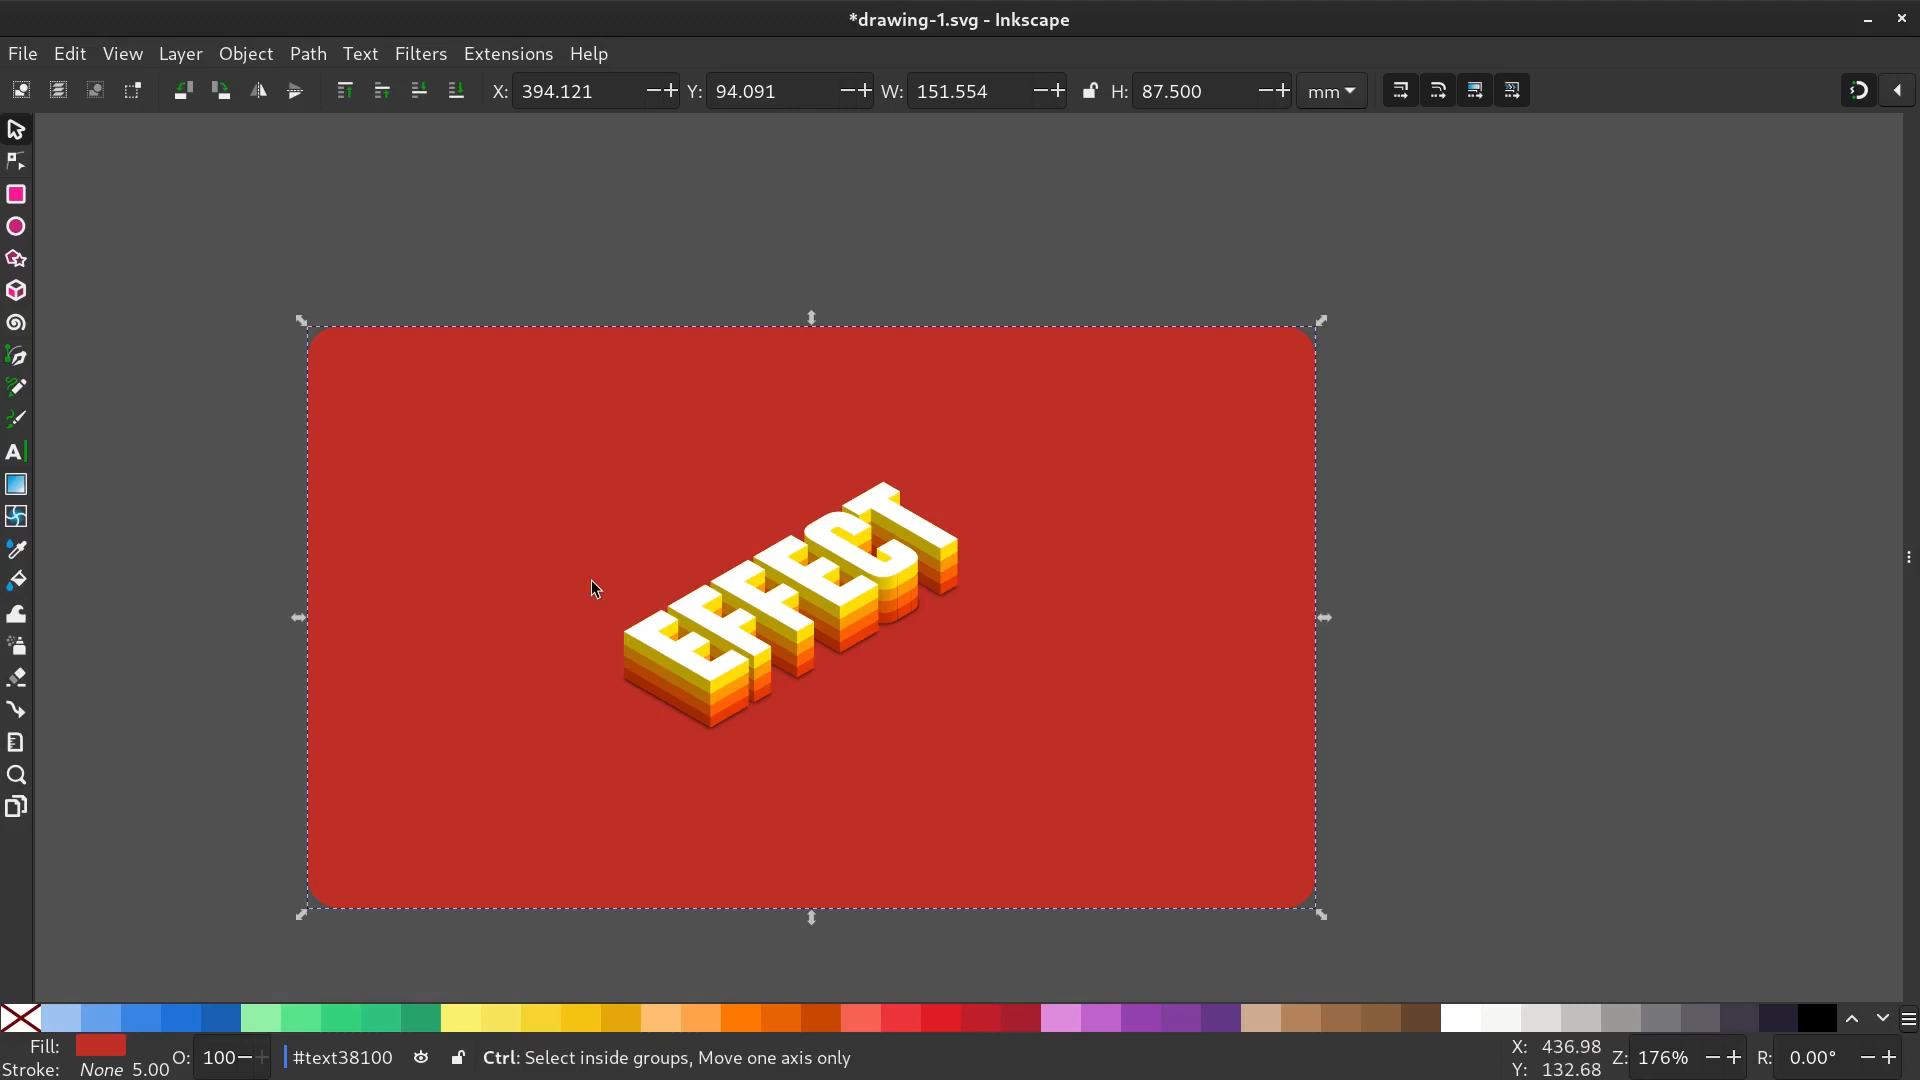 *drawing-1.svg - Inkscape
File Edit View Layer Object Path Text Filters Extensions Help
X: 394.121 Y: 94.091 W: 151.554 H: 87.500 mm
EFFECT
Fill: O: 100 #text38100 Ctrl: Select inside groups, Move one axis only X: 436.98 Z: 176% R: 0.00°
Stroke: None 5.00 Y: 132.68